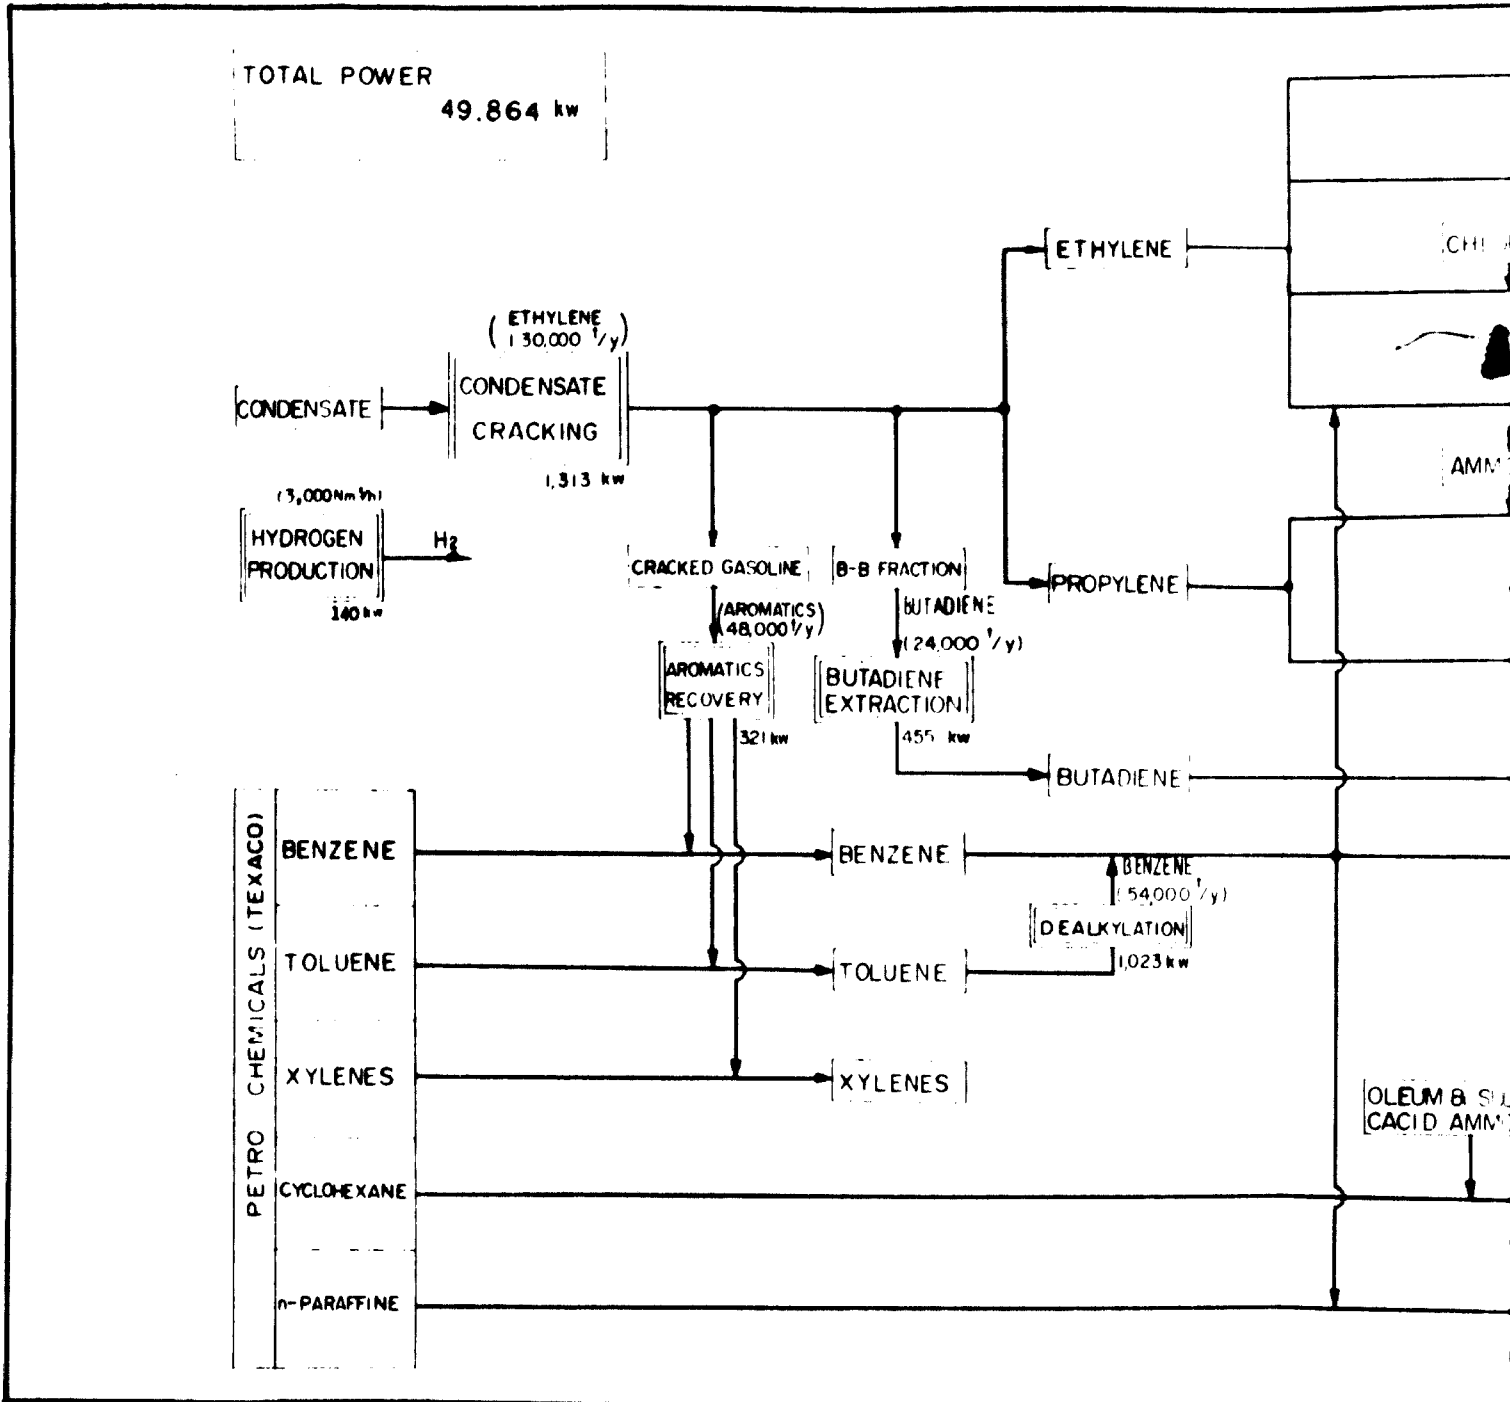 TOTAL POWER
49.864 kw
ETHYLENE
CONDENSATE
(ETHYLENE
130,000 t/y)
CONDENSATE
CRACKING
1,313 kw
(3,000Nm³/h)
HYDROGEN
PRODUCTION
H2
140 kw
CRACKED GASOLINE
B-B FRACTION
PROPYLENE
(AROMATICS
48,000 t/y)
BUTADIENE
(24,000 t/y)
AROMATICS
RECOVERY
321 kw
BUTADIENE
EXTRACTION
455 kw
BUTADIENE
PETRO CHEMICALS (TEXACO)
BENZENE
BENZENE
BENZENE
(54,000 t/y)
DEALKYLATION
1,023 kw
TOLUENE
TOLUENE
XYLENES
XYLENES
OLEUM &
CACID AMM
CYCLOHEXANE
n-PARAFFINE